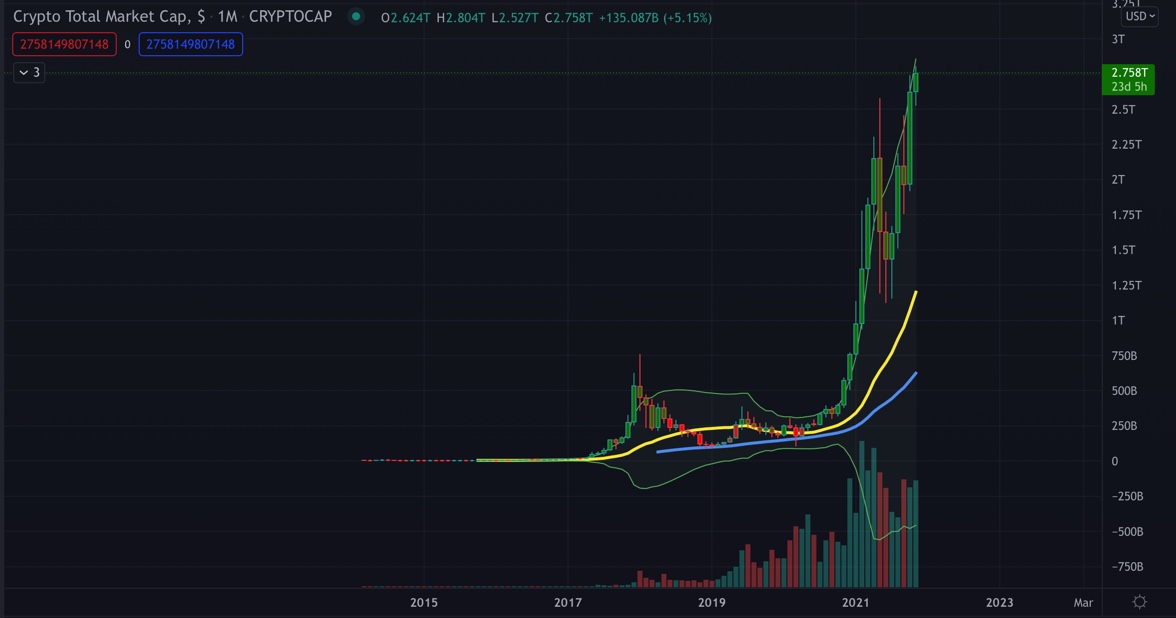 Crypto Total Market Cap, $ · 1M · CRYPTOCAP O2.624T H2.804T L2.527T C2.758T +135.087B (+5.15%)
2758149807148 0 2758149807148
3
3.25T
USD
3T
2.758T
23d 5h
2.5T
2.25T
2T
1.75T
1.5T
1.25T
1T
750B
500B
250B
0
−250B
−500B
−750B
2015 2017 2019 2021 2023 Mar